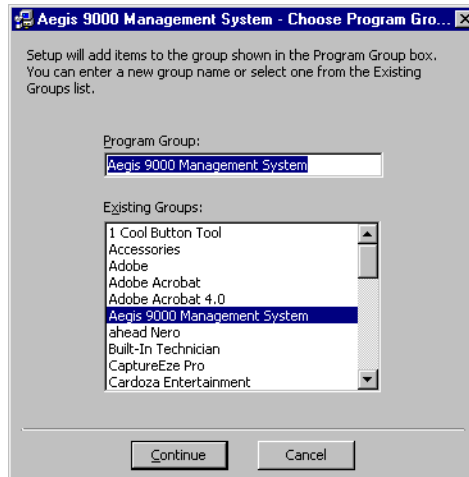 Aegis 9000 Management System - Choose Program Gro...
Setup will add items to the group shown in the Program Group box.
You can enter a new group name or select one from the Existing
Groups list.
Program Group:
Aegis 9000 Management System
Existing Groups:
1 Cool Button Tool
Accessories
Adobe
Adobe Acrobat
Adobe Acrobat 4.0
Aegis 9000 Management System
ahead Nero
Built-In Technician
CaptureEze Pro
Cardoza Entertainment
Continue
Cancel